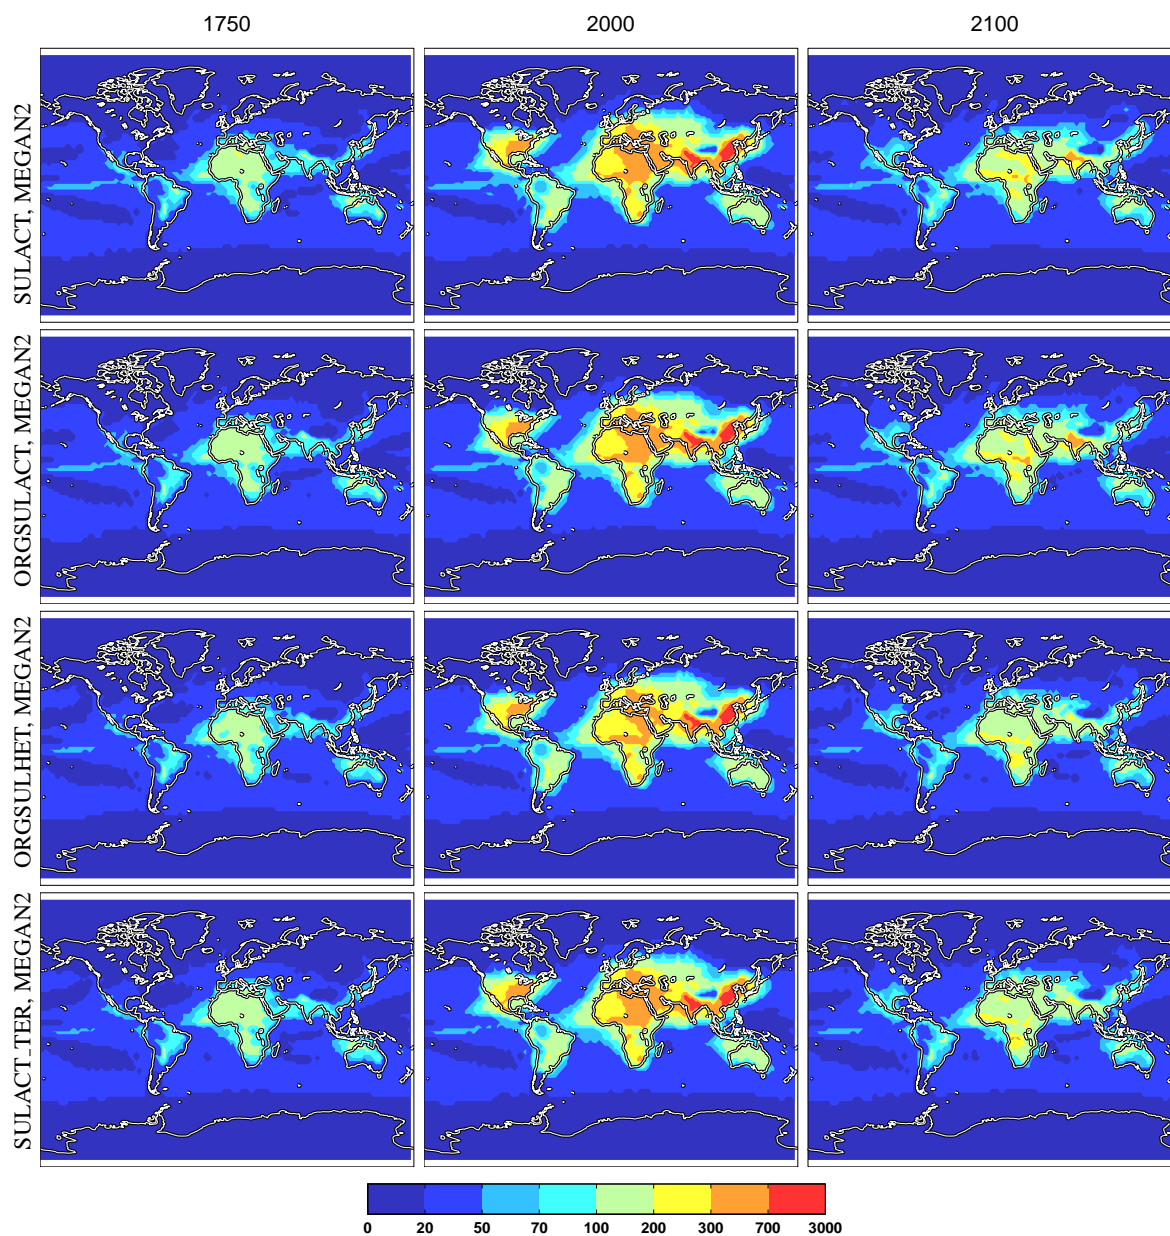 1750 2000 2100
SULACT, MEGAN2
ORGSULACT, MEGAN2
ORGSULHET, MEGAN2
SULACT_TER, MEGAN2
0 20 50 70 100 200 300 700 3000